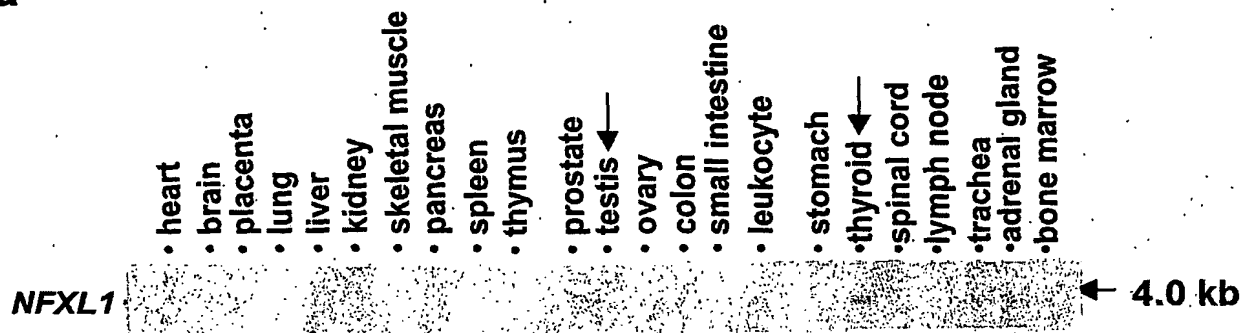 a
• heart
• brain
• placenta
• lung
• liver
• kidney
• skeletal muscle
• pancreas
• spleen
• thymus
• prostate
• testis
• ovary
• colon
• small intestine
• leukocyte
• stomach
•thyroid
•spinal cord
•lymph node
•trachea
•adrenal gland
•bone marrow
NFXL1
4.0 kb